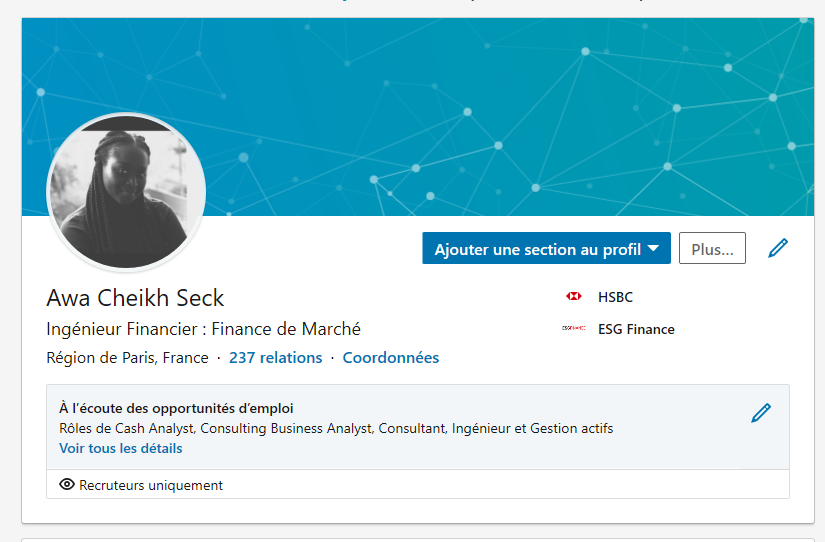 Ajouter une section au profil
Plus...
Awa Cheikh Seck
HSBC
Ingénieur Financier : Finance de Marché
ESG Finance
Région de Paris, France · 237 relations · Coordonnées
À l'écoute des opportunités d'emploi
Rôles de Cash Analyst, Consulting Business Analyst, Consultant, Ingénieur et Gestion actifs
Voir tous les détails
Recruteurs uniquement